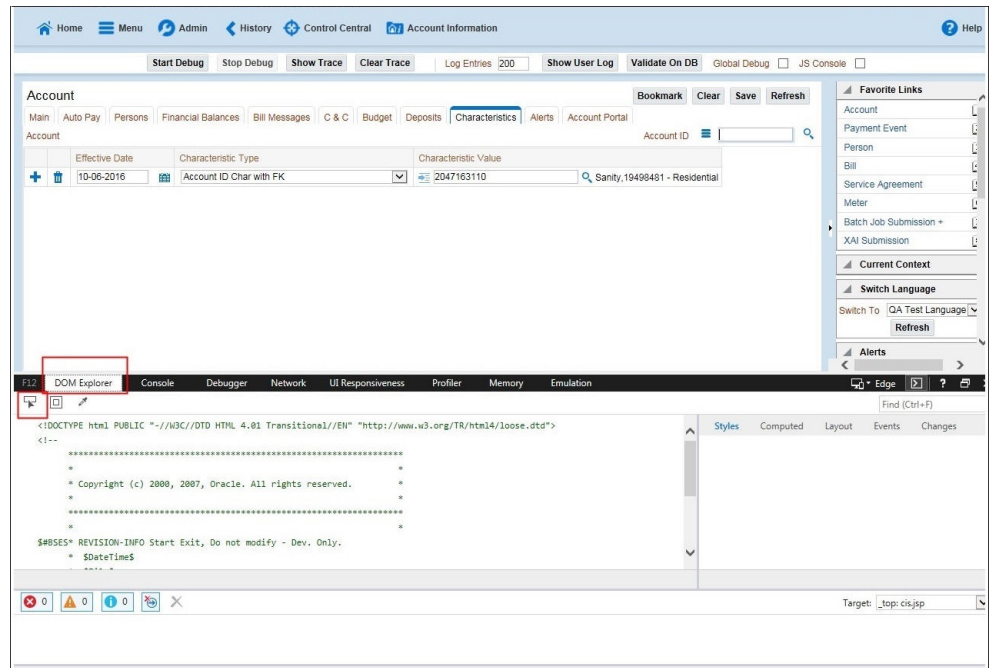 Home Menu Admin History Control Central Account Information Help
Start Debug Stop Debug Show Trace Clear Trace Log Entries 200 Show User Log Validate On DB Global Debug JS Console
Account Bookmark Clear Save Refresh
Main Auto Pay Persons Financial Balances Bill Messages C & C Budget Deposits Characteristics Alerts Account Portal
Account Account ID
Effective Date Characteristic Type Characteristic Value
10-06-2016 Account ID Char with FK 2047163110 Sanity,19498481 - Residential
Favorite Links
Account
Payment Event
Person
Bill
Service Agreement
Meter
Batch Job Submission +
XAI Submission
Current Context
Switch Language
Switch To QA Test Language
Refresh
Alerts
F12 DOM Explorer Console Debugger Network UI Responsiveness Profiler Memory Emulation Edge ?
Find (Ctrl+F)
<!DOCTYPE html PUBLIC "-//W3C//DTD HTML 4.01 Transitional//EN" "http://www.w3.org/TR/html4/loose.dtd">
Styles Computed Layout Events Changes
<!--
*******************************************************************
* *
* Copyright (c) 2000, 2007, Oracle. All rights reserved. *
* *
*******************************************************************
* *
$#BSES* REVISION-INFO Start Exit, Do not modify - Dev. Only.
* $DateTime$
0 0 0 Target: _top: cis.jsp